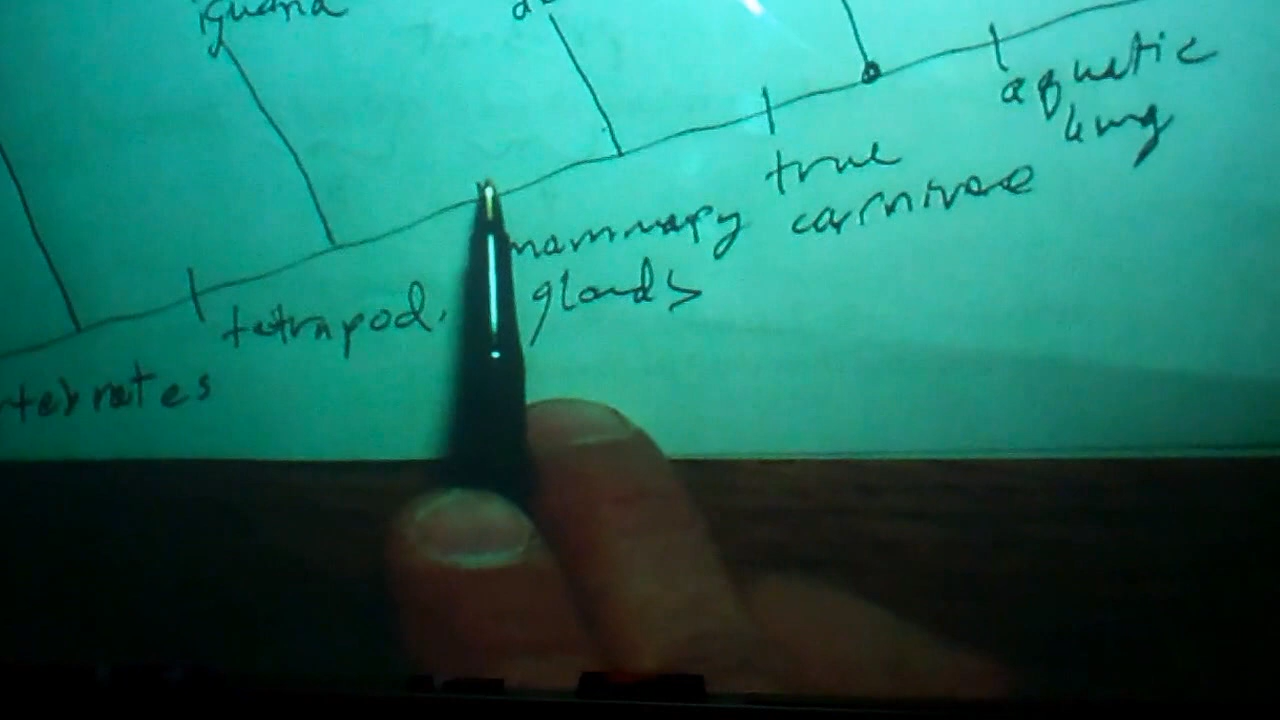 iguana
aquatic
lung
true
carnivore
mammary
glands
tetrapod.